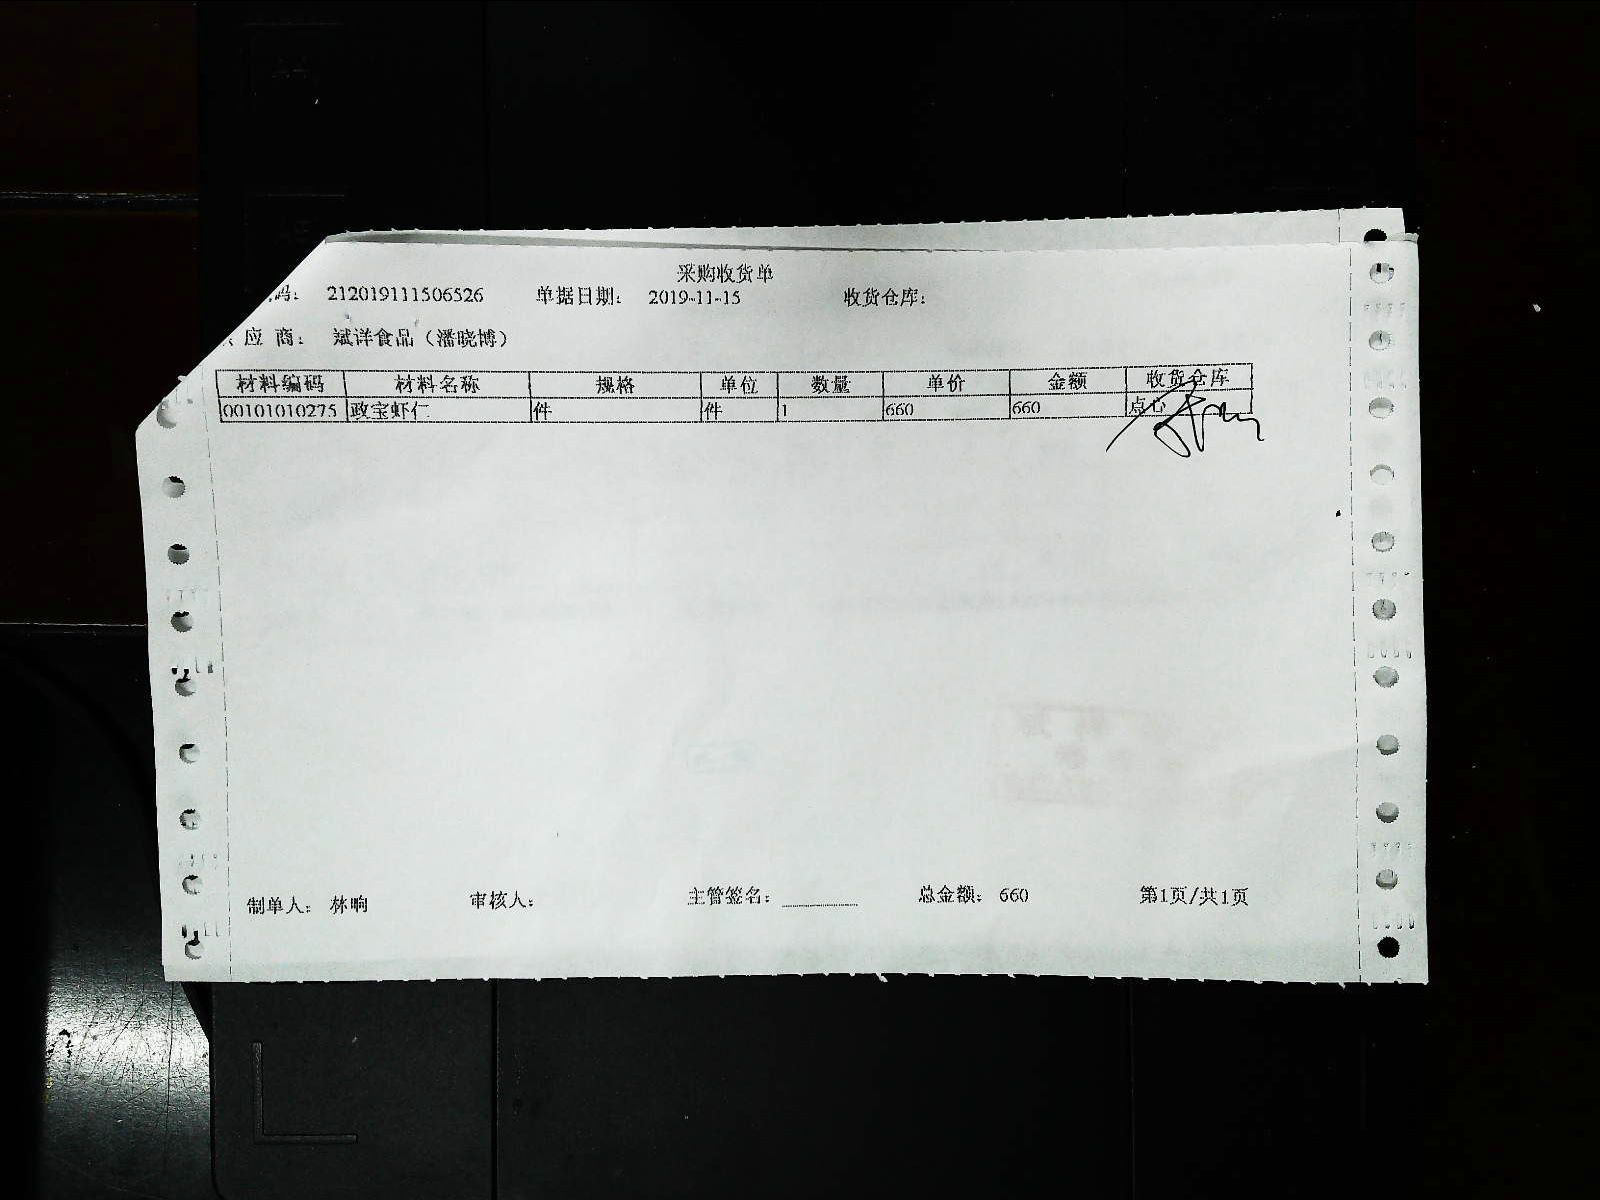 采购收货单
码： 212019111506526 单据日期： 2019-11-15 收货仓库：
应 商： 斌详食品（潘晓博）
材料编码 材料名称 规格 单位 数量 单价 金额 收货仓库
00101010275 政宝虾仁 件 件 1 660 660 点心
制单人： 林晌 审核人： 主管签名： ________ 总金额： 660 第1页/共1页